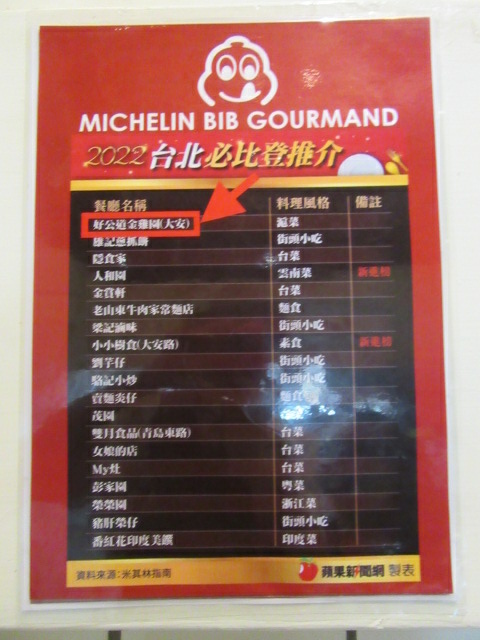 MICHELIN BIB GOURMAND
2022台北必比登推介
餐廳名稱 料理風格 備註
好公道金雞園(大安) 滬菜
雄記蔥抓餅 街頭小吃
隱食家 台菜
人和園 雲南菜 新進榜
金賞軒 台菜
老山東牛肉家常麵店 麵食
梁記滷味 街頭小吃
小小樹食(大安路) 素食 新進榜
劉芋仔 街頭小吃
駱記小炒 街頭小吃
賣麵炎仔 麵食
茂園
雙月食品(青島東路) 台菜
女娘的店 台菜
My灶 台菜
彭家園 粵菜
榮榮園 浙江菜
豬肝榮仔 街頭小吃
番紅花印度美饌 印度菜
資料來源:米其林指南 蘋果新聞網 製表